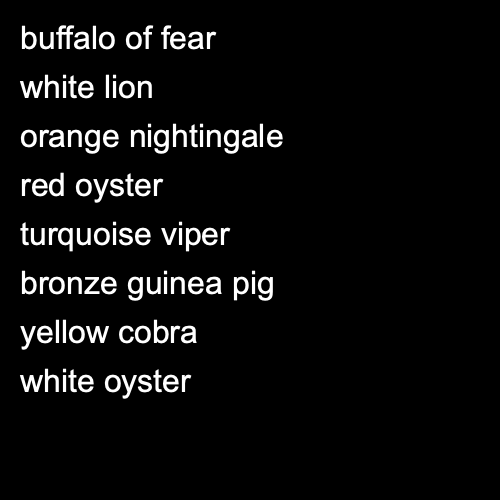 buffalo of fear
white lion
orange nightingale
red oyster
turquoise viper
bronze guinea pig
yellow cobra
white oyster